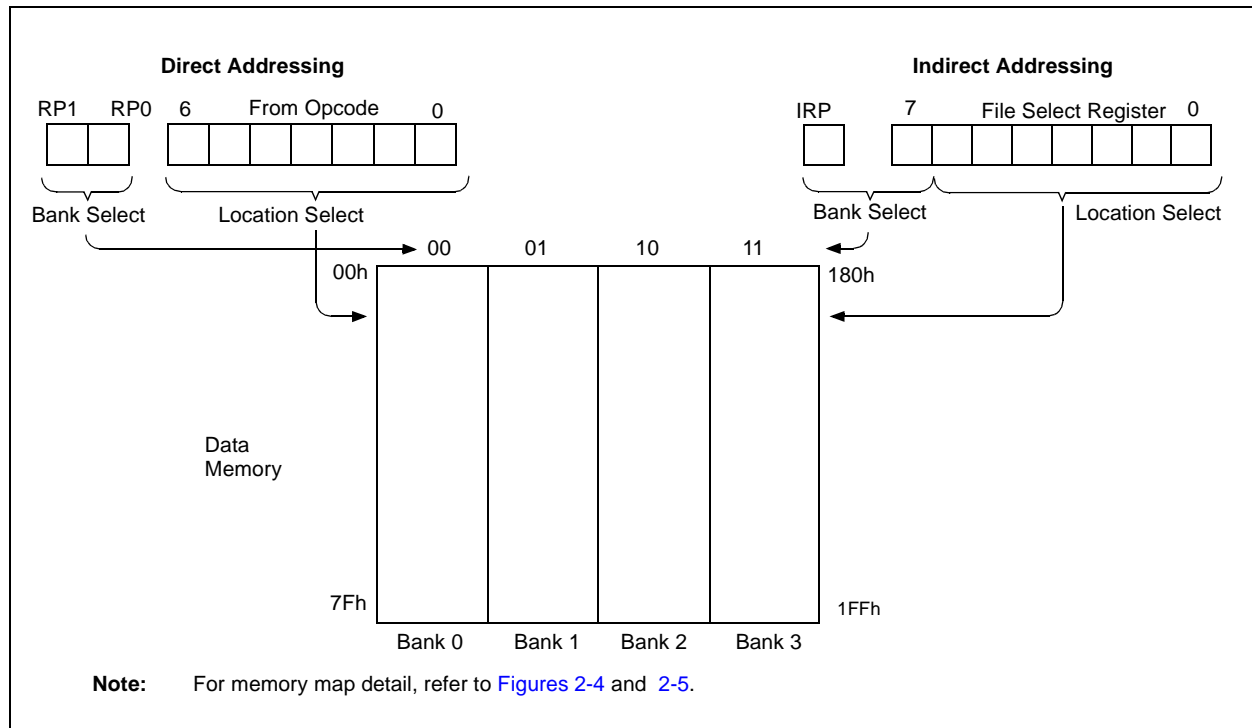 Direct Addressing
Indirect Addressing
RP1 RP0 6 From Opcode 0
IRP 7 File Select Register 0
Bank Select Location Select
Bank Select Location Select
00 01 10 11
00h
180h
Data
Memory
7Fh
1FFh
Bank 0 Bank 1 Bank 2 Bank 3
Note: For memory map detail, refer to Figures 2-4 and 2-5.